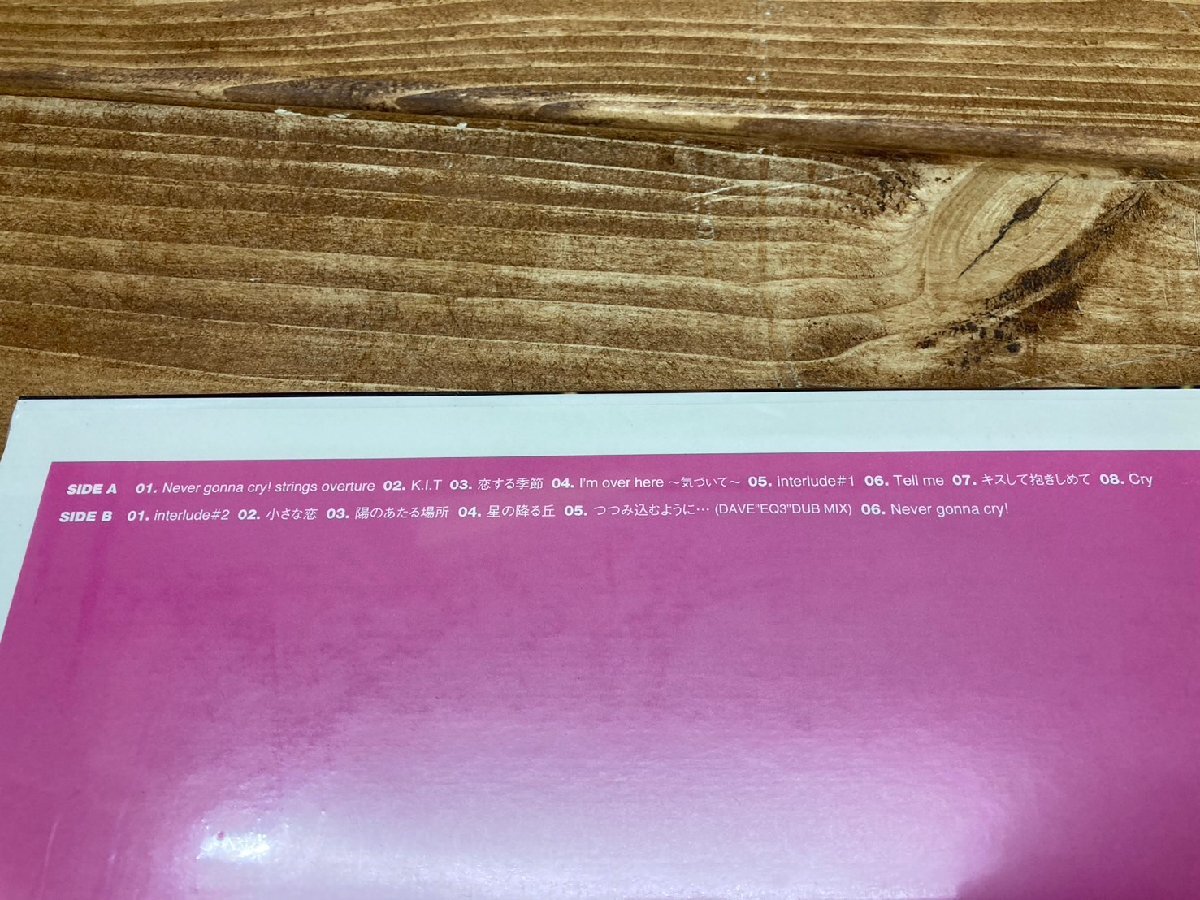 SIDE A 01. Never gonna cry! strings overture 02. K.I.T 03. 恋する季節 04. I'm over here ～気づいて～ 05. interlude#1 06. Tell me 07. キスして抱きしめて 08. Cry
SIDE B 01. interlude#2 02. 小さな恋 03. 陽のあたる場所 04. 星の降る丘 05. つつみ込むように… (DAVE"EQ3"DUB MIX) 06. Never gonna cry!